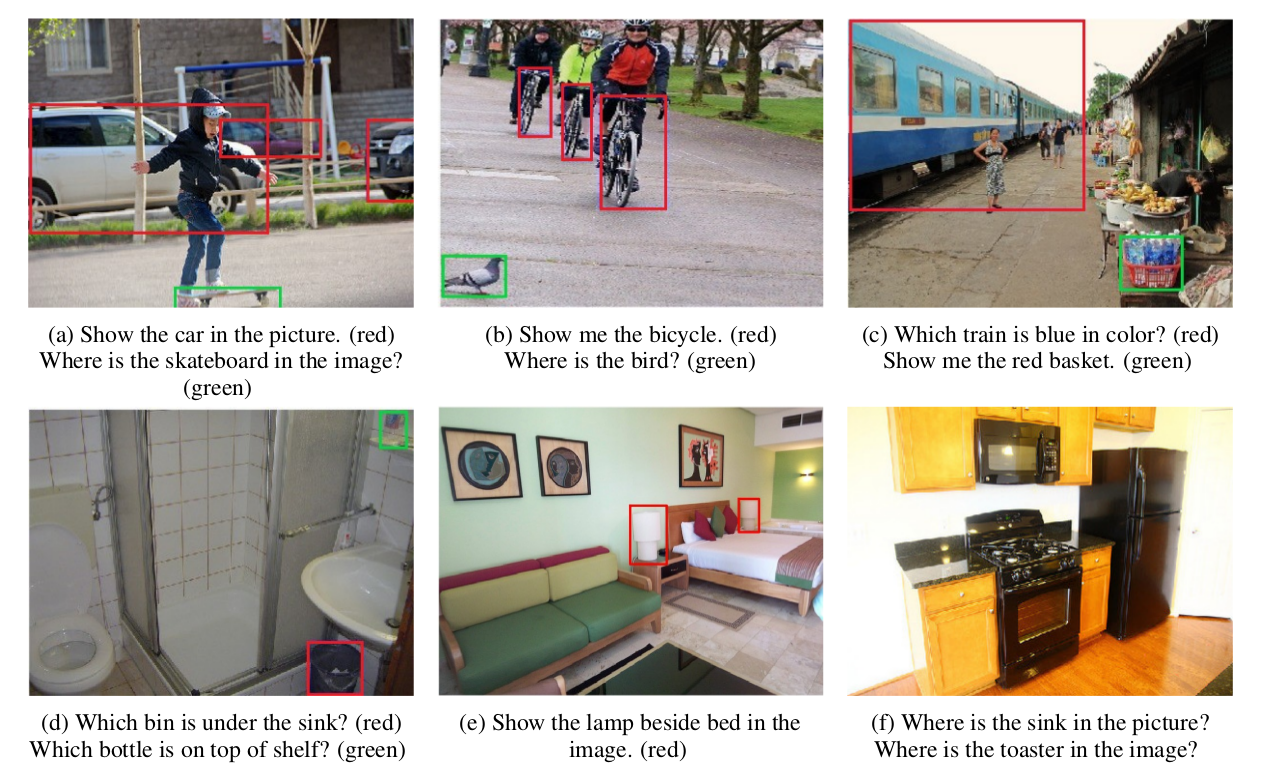 (a) Show the car in the picture. (red)
Where is the skateboard in the image?
(green)
(b) Show me the bicycle. (red)
Where is the bird? (green)
(c) Which train is blue in color? (red)
Show me the red basket. (green)
(d) Which bin is under the sink? (red)
Which bottle is on top of shelf? (green)
(e) Show the lamp beside bed in the
image. (red)
(f) Where is the sink in the picture?
Where is the toaster in the image?